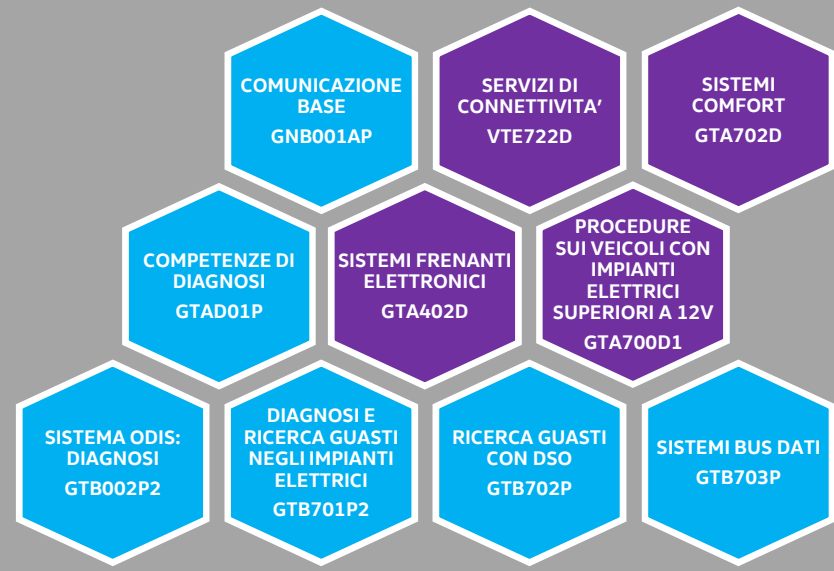 COMUNICAZIONE
BASE
GNB001AP
SERVIZI DI
CONNETTIVITA’
VTE722D
SISTEMI
COMFORT
GTA702D
COMPETENZE DI
DIAGNOSI
GTAD01P
SISTEMI FRENANTI
ELETTRONICI
GTA402D
PROCEDURE
SUI VEICOLI CON
IMPIANTI
ELETTRICI
SUPERIORI A 12V
GTA700D1
SISTEMA ODIS:
DIAGNOSI
GTB002P2
DIAGNOSI E
RICERCA GUASTI
NEGLI IMPIANTI
ELETTRICI
GTB701P2
RICERCA GUASTI
CON DSO
GTB702P
SISTEMI BUS DATI
GTB703P